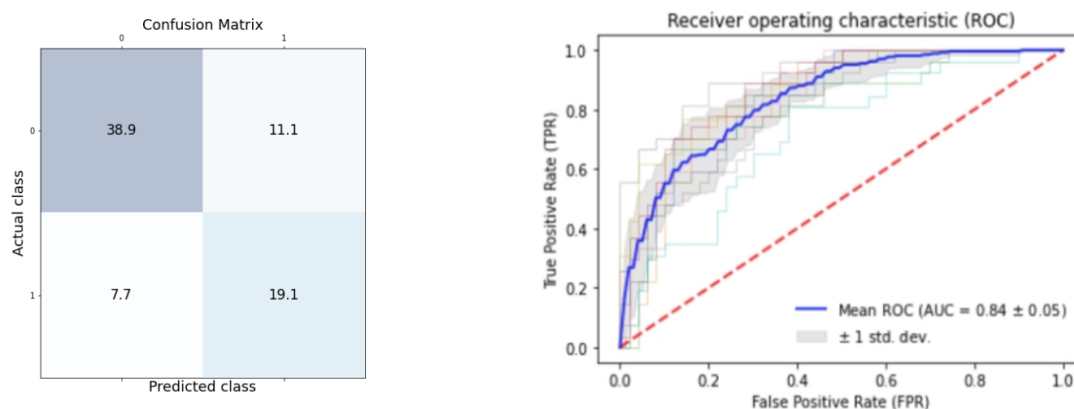 Confusion Matrix
0 1
0 38.9 11.1
1 7.7 19.1
Actual class
Predicted class
Receiver operating characteristic (ROC)
1.0
0.8
0.6
0.4
0.2
0.0
True Positive Rate (TPR)
Mean ROC (AUC = 0.84 ± 0.05)
± 1 std. dev.
0.0 0.2 0.4 0.6 0.8 1.0
False Positive Rate (FPR)